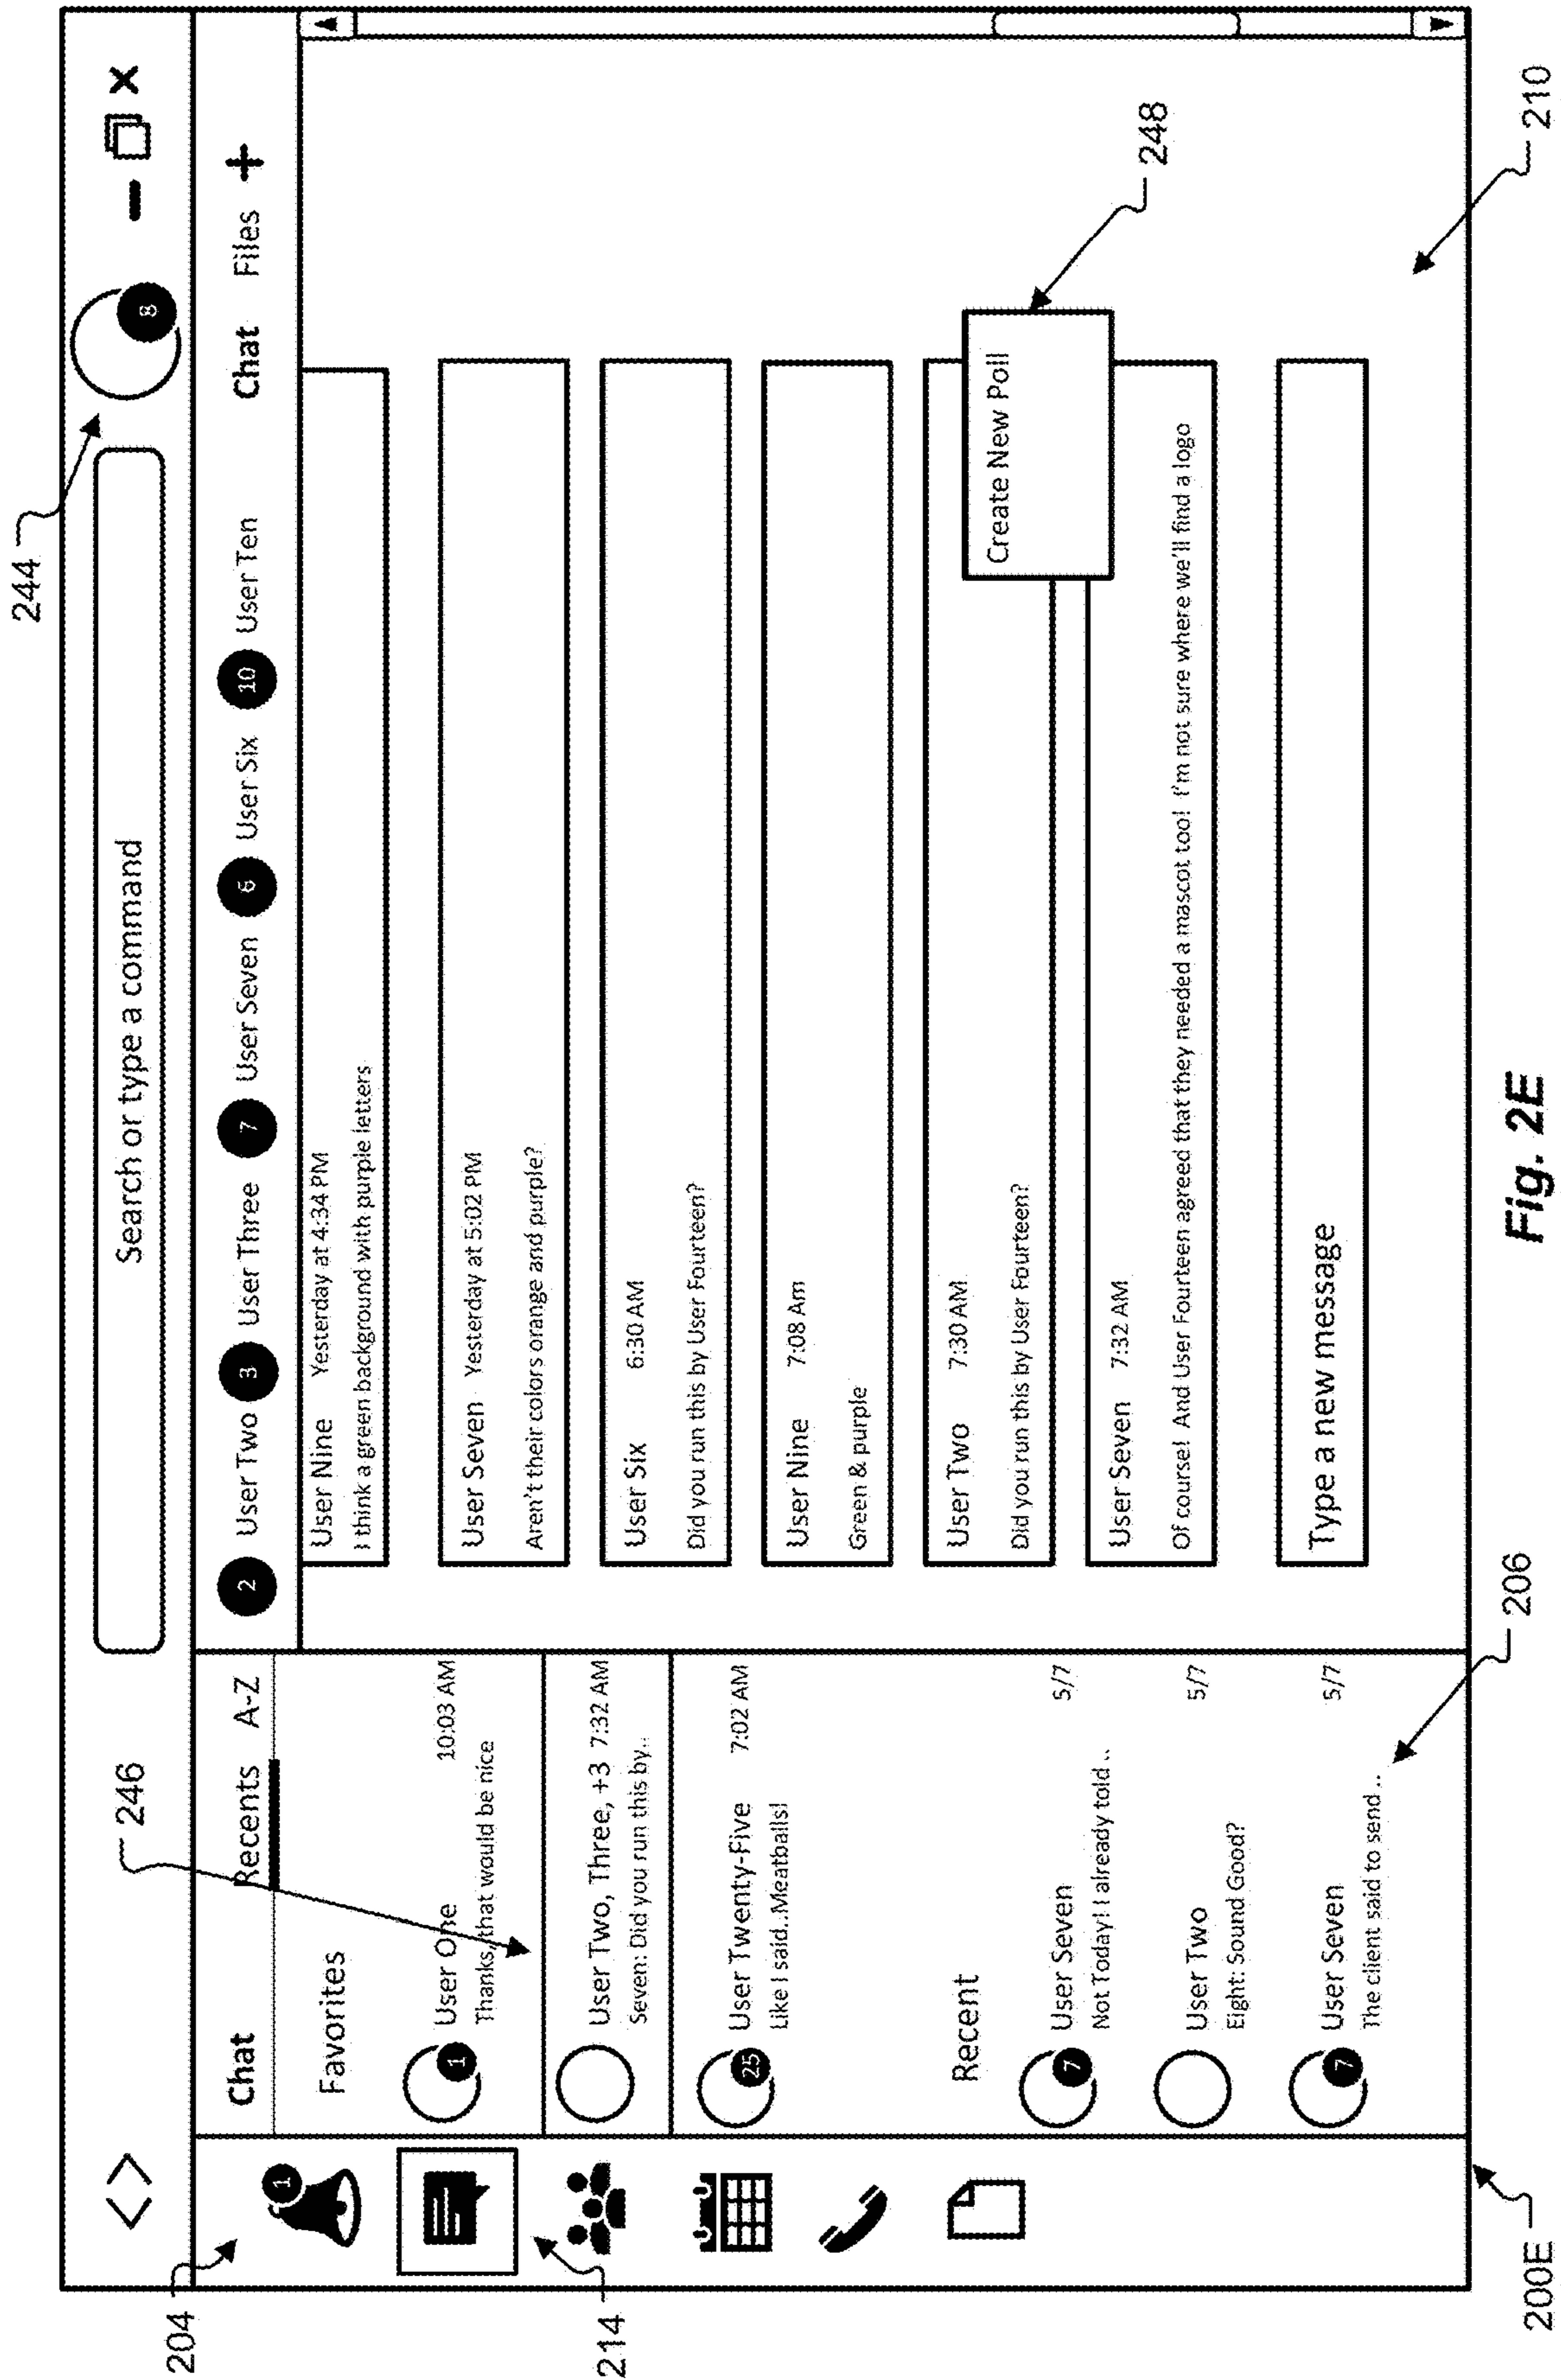 244
204
< >
Search or type a command
8
246
Chat Recents A-Z
2 User Two 3 User Three 7 User Seven 6 User Six 10 User Ten Chat Files +
1
Favorites
1 User One 10:03 AM
Thanks, that would be nice
User Two, Three, +3 7:32 AM
Seven: Did you run this by..
25 User Twenty-Five 7:02 AM
Like I said..Meatballs!
Recent
7 User Seven 5/7
Not Today! I already told ..
User Two 5/7
Eight: Sound Good?
7 User Seven 5/7
The client said to send ..
User Nine Yesterday at 4:34 PM
I think a green background with purple letters
User Seven Yesterday at 5:02 PM
Aren't their colors orange and purple?
User Six 6:30 AM
Did you run this by User Fourteen?
User Nine 7:08 Am
Green & purple
User Two 7:30 AM
Did you run this by User Fourteen?
Create New Poll
248
User Seven 7:32 AM
Of course! And User Fourteen agreed that they needed a mascot too! I'm not sure where we'll find a logo
Type a new message
214
200E
206
210
Fig. 2E